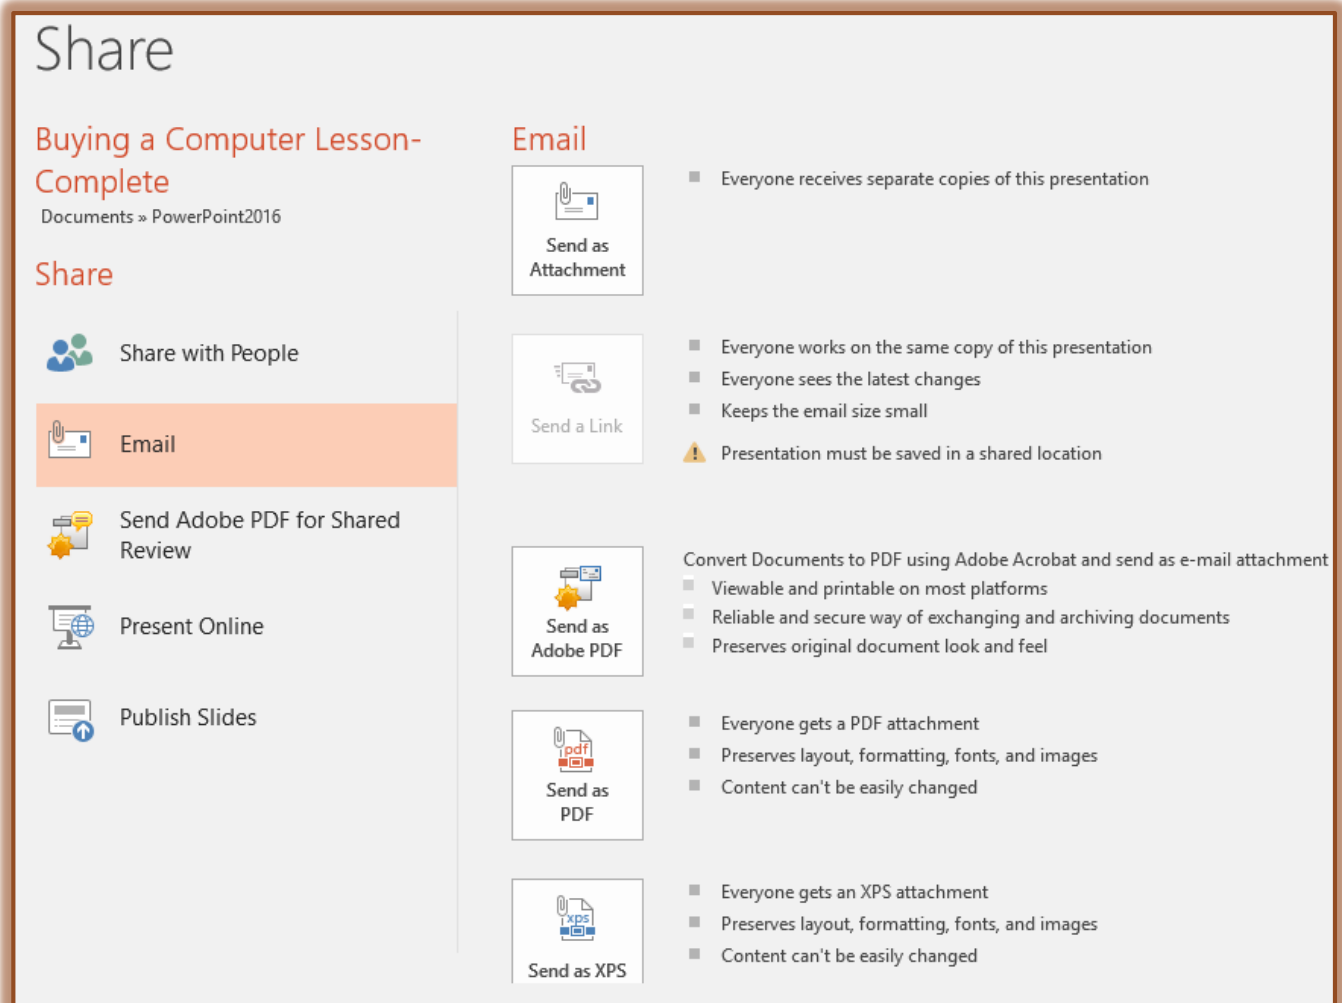 Share
Buying a Computer Lesson-
Complete
Documents » PowerPoint2016
Share
Share with People
Email
Send Adobe PDF for Shared
Review
Present Online
Publish Slides
Email
Send as
Attachment
Everyone receives separate copies of this presentation
Send a Link
Everyone works on the same copy of this presentation
Everyone sees the latest changes
Keeps the email size small
Presentation must be saved in a shared location
Send as
Adobe PDF
Convert Documents to PDF using Adobe Acrobat and send as e-mail attachment
Viewable and printable on most platforms
Reliable and secure way of exchanging and archiving documents
Preserves original document look and feel
pdf
Send as
PDF
Everyone gets a PDF attachment
Preserves layout, formatting, fonts, and images
Content can't be easily changed
xps
Send as XPS
Everyone gets an XPS attachment
Preserves layout, formatting, fonts, and images
Content can't be easily changed